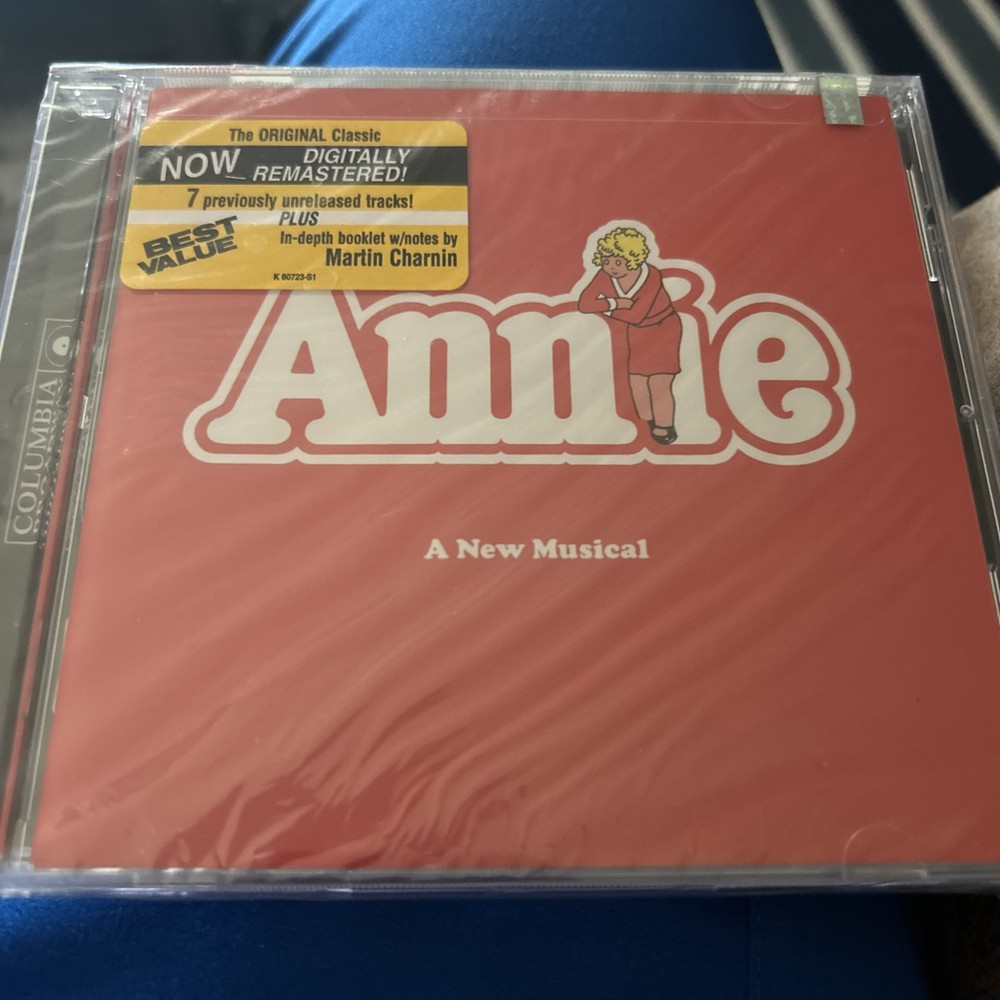 The ORIGINAL Classic
NOW DIGITALLY
REMASTERED!
7 previously unreleased tracks!
PLUS
BEST
VALUE
In-depth booklet w/notes by
Martin Charnin
K 60723-S1
Annie
A New Musical
COLUMBIA